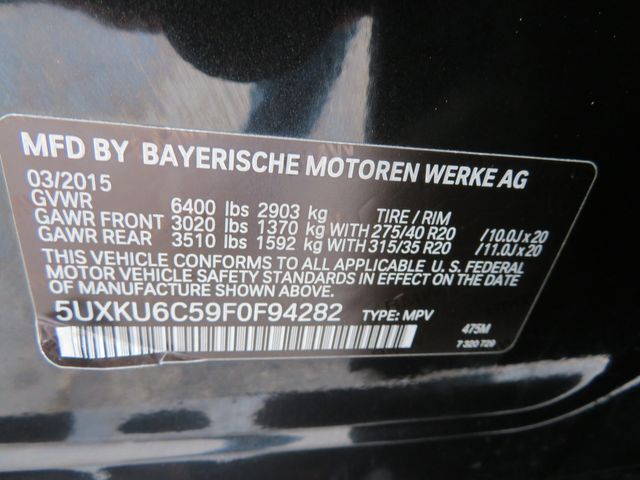 MFD BY BAYERISCHE MOTOREN WERKE AG
03/2015
GVWR 6400 lbs 2903 kg TIRE / RIM
GAWR FRONT 3020 lbs 1370 kg WITH 275/40 R20 /10.0J x 20
GAWR REAR 3510 lbs 1592 kg WITH 315/35 R20 /11.0J x 20
THIS VEHICLE CONFORMS TO ALL APPLICABLE U.S. FEDERAL
MOTOR VEHICLE SAFETY STANDARDS IN EFFECT ON THE DATE
OF MANUFACTURE SHOWN ABOVE.
5UXKU6C59F0F94282 TYPE: MPV 475M
7 320 729